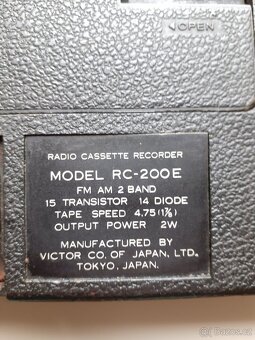 OPEN
RADIO CASSETTE RECORDER
MODEL RC-200E
FM AM 2 BAND
15 TRANSISTOR 14 DIODE
TAPE SPEED 4.75 (1⅞)
OUTPUT POWER 2W
MANUFACTURED BY
VICTOR CO. OF JAPAN, LTD.
TOKYO, JAPAN.